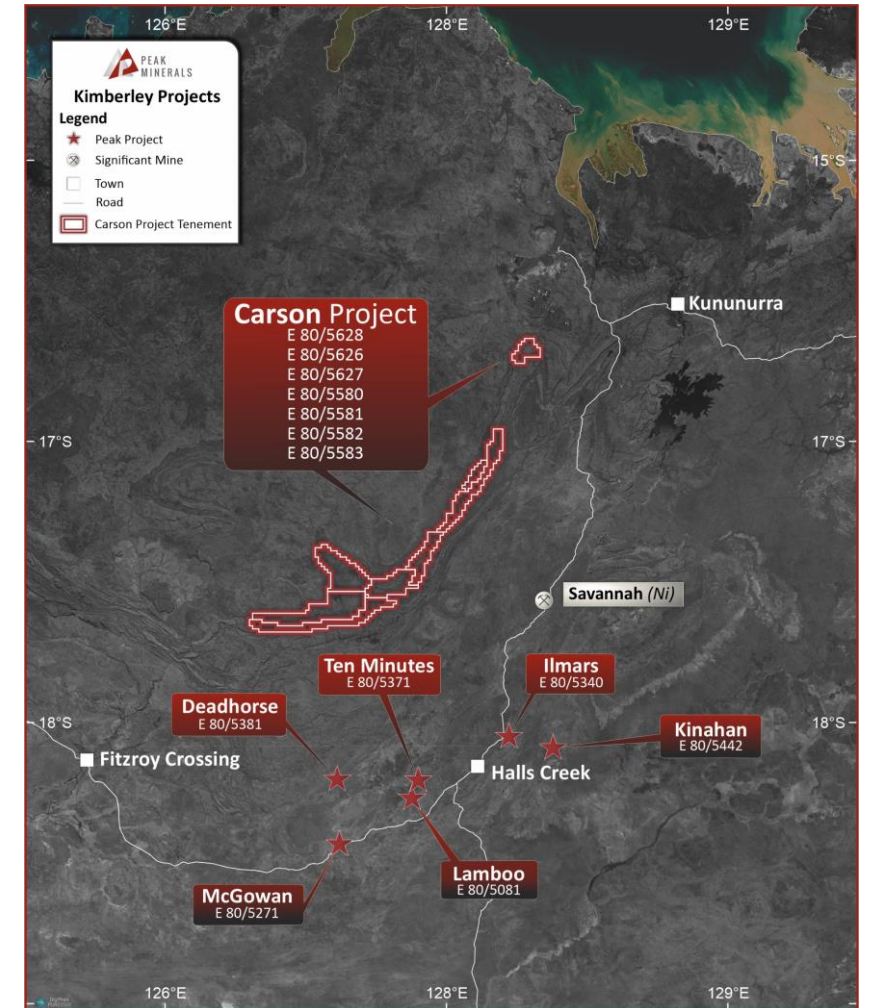 126°E 128°E 129°E
PEAK
MINERALS
Kimberley Projects
Legend
Peak Project
Significant Mine
Town
Road
Carson Project Tenement
15°S
Kununurra
Carson Project
E 80/5628
E 80/5626
E 80/5627
E 80/5580
E 80/5581
E 80/5582
E 80/5583
17°S 17°S
Savannah (Ni)
Ten Minutes
E 80/5371
Ilmars
E 80/5340
Deadhorse
E 80/5381
18°S 18°S
Kinahan
E 80/5442
Fitzroy Crossing
Halls Creek
Lamboo
E 80/5081
McGowan
E 80/5271
126°E 128°E 129°E